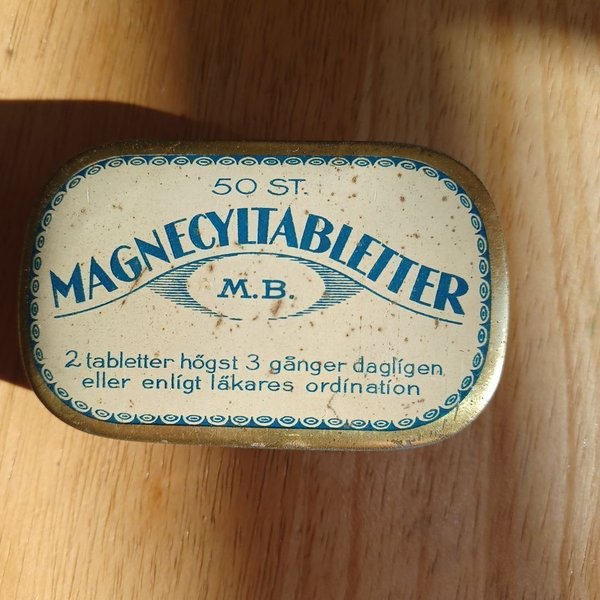 50 ST.
MAGNECYLTABLETTER
M.B.
2 tabletter högst 3 gånger dagligen
eller enligt läkares ordination